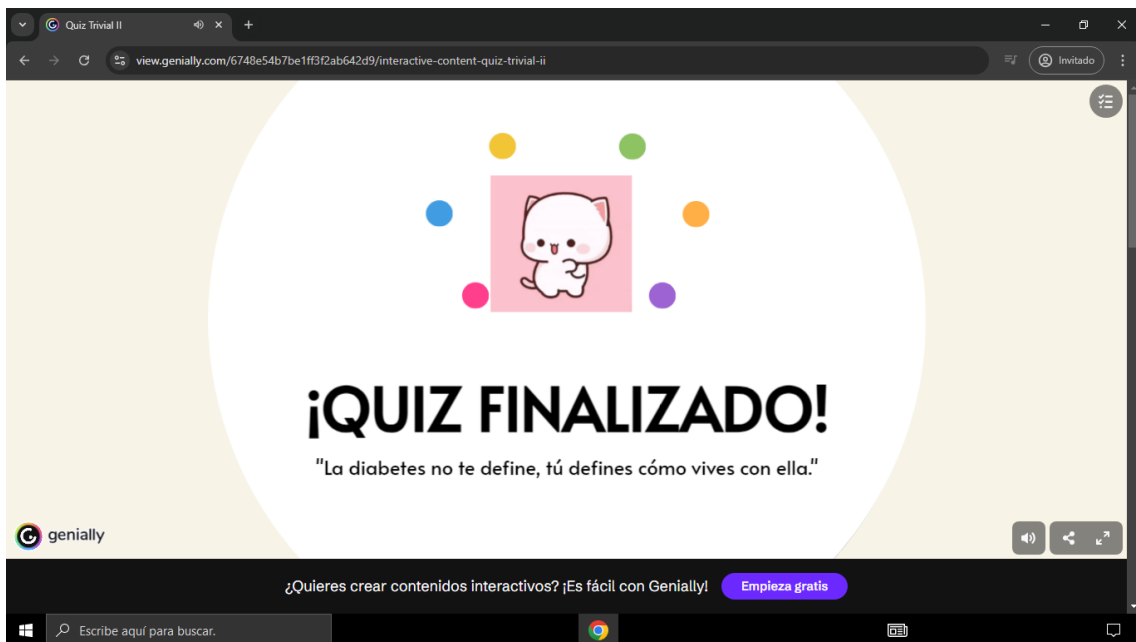 Quiz Trivial II
view.genially.com/6748e54b7be1ff3f2ab642d9/interactive-content-quiz-trivial-ii
Invitado
¡QUIZ FINALIZADO!
"La diabetes no te define, tú defines cómo vives con ella."
genially
¿Quieres crear contenidos interactivos? ¡Es fácil con Genially!
Empieza gratis
Escribe aquí para buscar.